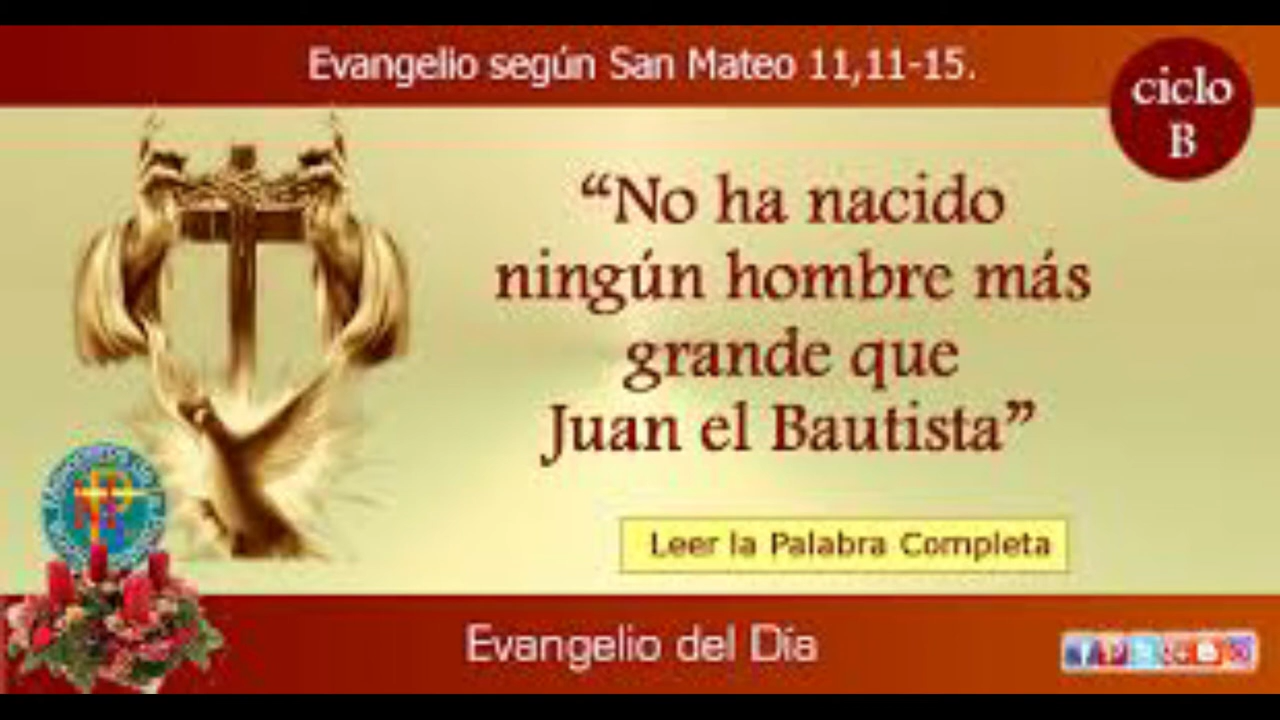 Evangelio según San Mateo 11,11-15.
ciclo
B
“No ha nacido
ningún hombre más
grande que
Juan el Bautista”
Leer la Palabra Completa
Evangelio del Día